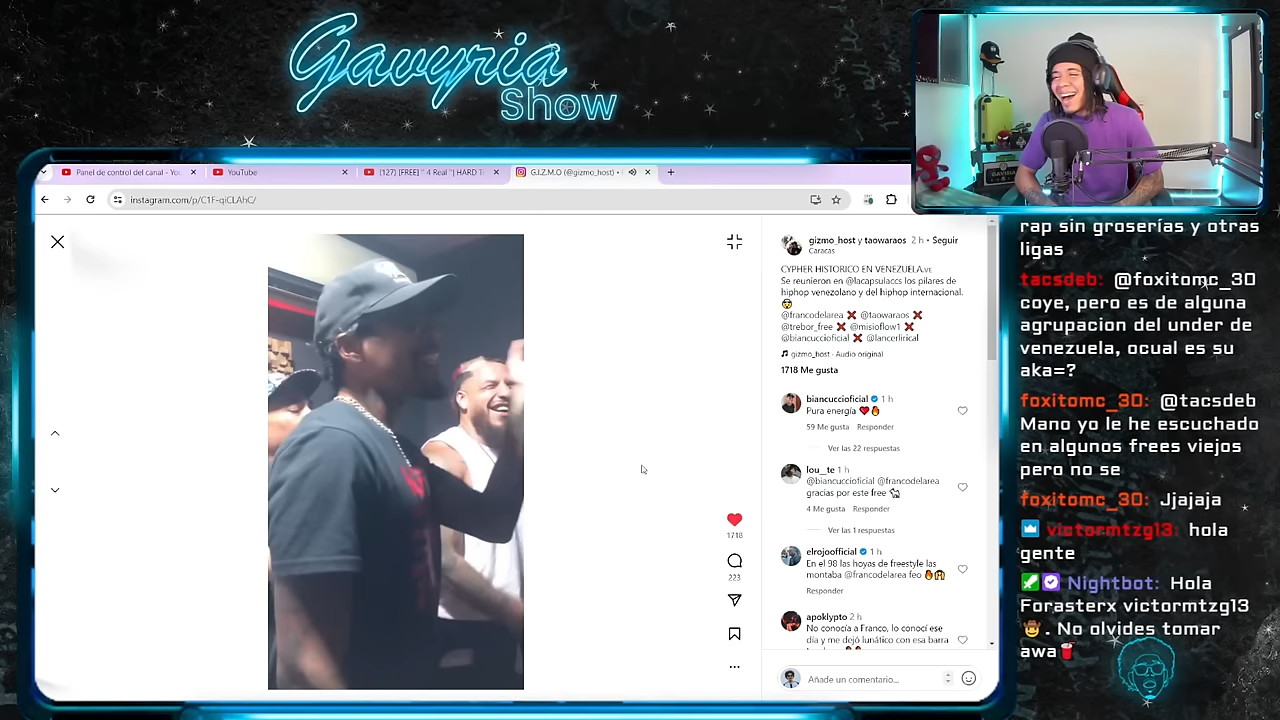 Gavyria
Show
Panel de control del canal - You
YouTube
(127) [FREE] " 4 Real "| HARD T
G.I.Z.M.O (@gizmo_host) •
instagram.com/p/C1F-qiCLAhC/
gizmo_host y taowaraos 2 h • Seguir
Caracas
CYPHER HISTORICO EN VENEZUELA.VE
Se reunieron en @lacapsulaccs los pilares de
hiphop venezolano y del hiphop internacional.
🤯
@francodelarea ❌ @taowaraos ❌
@trebor_free ❌ @misioflow1 ❌
@biancuccioficial ❌ @lancerlirical
gizmo_host · Audio original
1718 Me gusta
biancuccioficial 1 h
Pura energía ❤️🔥
59 Me gusta Responder
Ver las 22 respuestas
lou__te 1 h
@biancuccioficial @francodelarea
gracias por este free
4 Me gusta Responder
Ver las 1 respuestas
elrojoofficial 1 h
En el 98 las hoyas de freestyle las
montaba @francodelarea feo 🔥
Responder
apoklypto 2 h
No conocía a Franco, lo conocí ese
día y me dejó lunático con esa barra
Añade un comentario...
1718
223
GAVIRIA
rap sin groserías y otras
ligas
tacsdeb: @foxitomc_30
coye, pero es de alguna
agrupacion del under de
venezuela, ocual es su
aka=?
foxitomc_30: @tacsdeb
Mano yo le he escuchado
en algunos frees viejos
pero no se
foxitomc_30: Jjajaja
victormtzg13: hola
gente
Nightbot: Hola
Forasterx victormtzg13
🤠. No olvides tomar
awa🥤